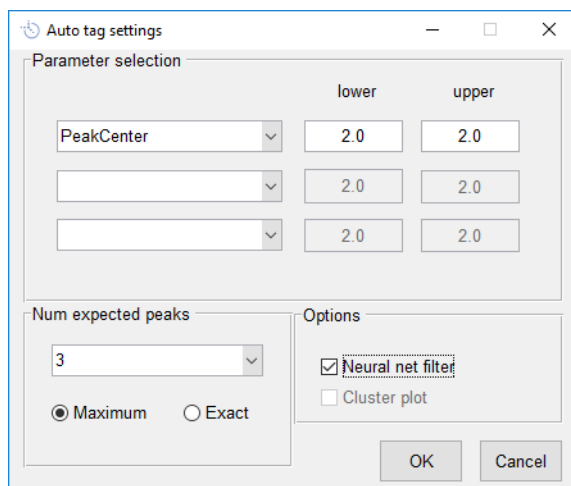 Auto tag settings
Parameter selection
lower upper
PeakCenter 2.0 2.0
2.0 2.0
2.0 2.0
Num expected peaks
3
Maximum Exact
Options
Neural net filter
Cluster plot
OK Cancel